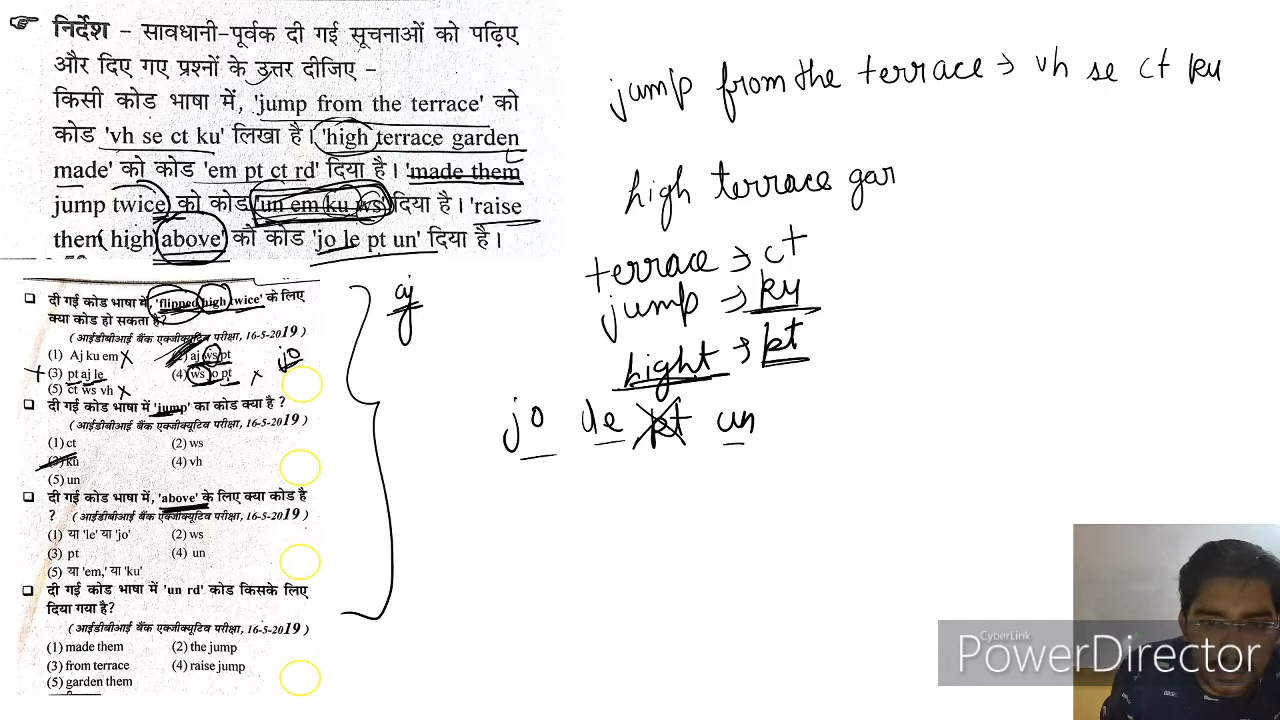 निर्देश - सावधानी-पूर्वक दी गई सूचनाओं को पढ़िए
और दिए गए प्रश्नों के उत्तर दीजिए -
किसी कोड भाषा में, 'jump from the terrace' को
कोड 'vh se ct ku' लिखा है। 'high terrace garden
made' को कोड 'em pt ct rd' दिया है। 'made them
jump twice' को कोड 'un em ku ws' दिया है। 'raise
them high above' को कोड 'jo le pt un' दिया है।
दी गई कोड भाषा में, 'flipped high twice' के लिए
क्या कोड हो सकता है?
( आईडीबीआई बैंक एक्जीक्यूटिव परीक्षा, 16-5-2019 )
(1) Aj ku em
(2) aj ws pt
(3) pt aj le
(4) ws jo pt
(5) ct ws vh
दी गई कोड भाषा में 'jump' का कोड क्या है ?
(आईडीबीआई बैंक एक्जीक्यूटिव परीक्षा, 16-5-2019 )
(1) ct
(2) ws
(3) ku
(4) vh
(5) un
दी गई कोड भाषा में, 'above' के लिए क्या कोड है
? ( आईडीबीआई बैंक एक्जीक्यूटिव परीक्षा, 16-5-2019 )
(1) या 'le' या 'jo'
(2) ws
(3) pt
(4) un
(5) या 'em,' या 'ku'
दी गई कोड भाषा में 'un rd' कोड किसके लिए
दिया गया है?
(आईडीबीआई बैंक एक्जीक्यूटिव परीक्षा, 16-5-2019 )
(1) made them
(2) the jump
(3) from terrace
(4) raise jump
(5) garden them
aj
jo
jump from the terrace → vh se ct ku
high terrace gar
terrace → ct
jump → ku
hight → pt
jo de pt un
CyberLink
PowerDirector